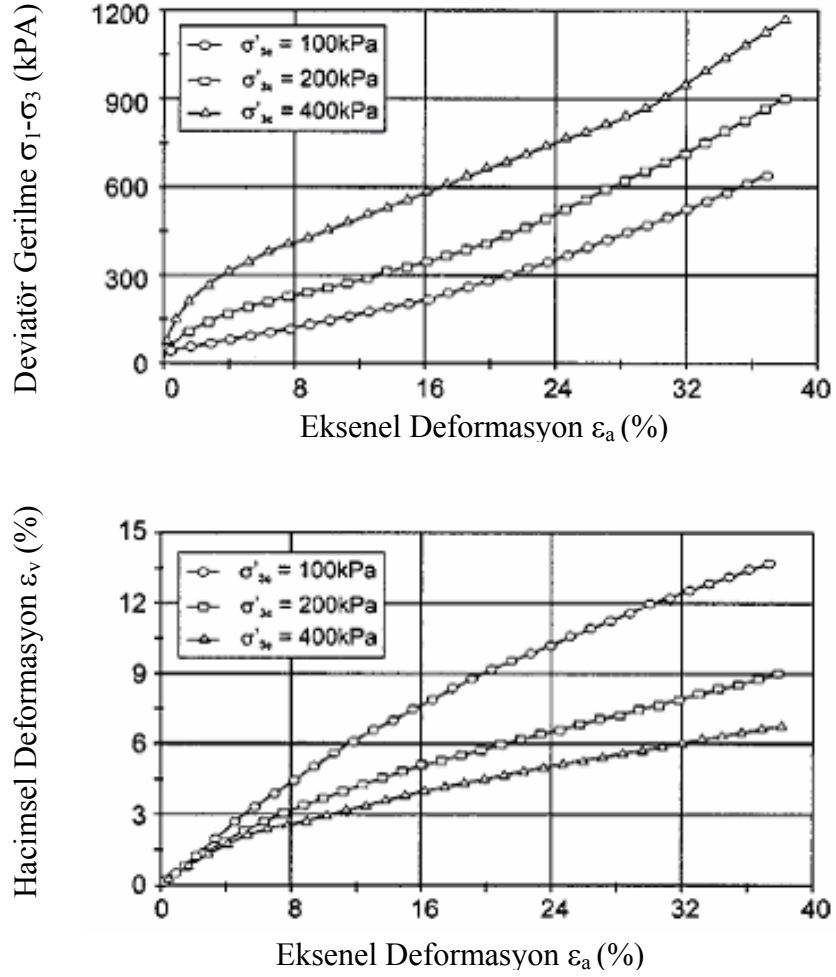 Deviatör Gerilme σ1-σ3 (kPA)
1200
900
600
300
0
σ'3c = 100kPa
σ'3c = 200kPa
σ'3c = 400kPa
0 8 16 24 32 40
Eksenel Deformasyon εa (%)
Hacimsel Deformasyon εv (%)
15
12
9
6
3
0
σ'3c = 100kPa
σ'3c = 200kPa
σ'3c = 400kPa
0 8 16 24 32 40
Eksenel Deformasyon εa (%)